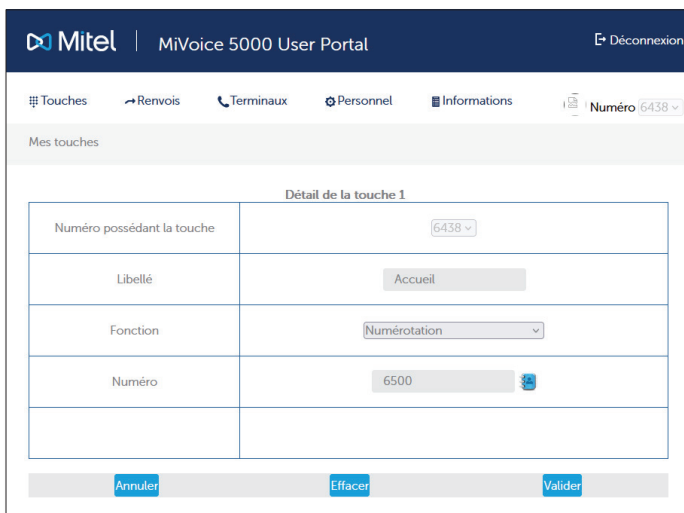 Mitel | MiVoice 5000 User Portal Déconnexion
Touches Renvois Terminaux Personnel Informations Numéro 6438
Mes touches
Détail de la touche 1
Numéro possédant la touche 6438
Libellé Accueil
Fonction Numérotation
Numéro 6500
Annuler Effacer Valider